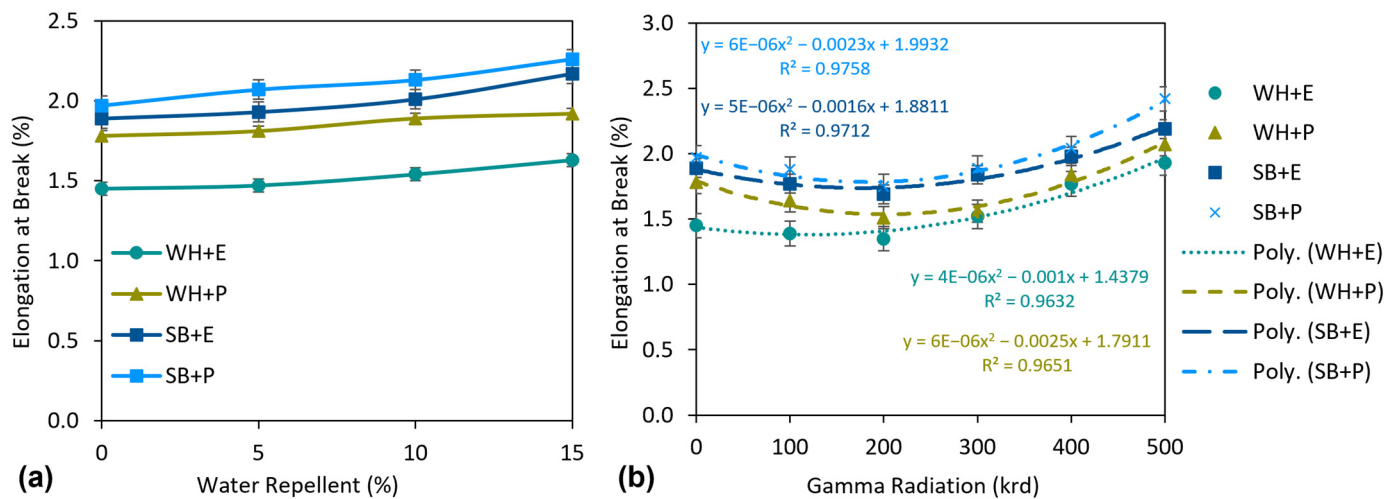 2.5
2.0
1.5
1.0
0.5
0.0
Elongation at Break (%)
WH+E
WH+P
SB+E
SB+P
0 5 10 15
Water Repellent (%)
(a)
3.0
2.5
2.0
1.5
1.0
0.5
0.0
Elongation at Break (%)
y = 6E−06x² − 0.0023x + 1.9932
R² = 0.9758
y = 5E−06x² − 0.0016x + 1.8811
R² = 0.9712
y = 4E−06x² − 0.001x + 1.4379
R² = 0.9632
y = 6E−06x² − 0.0025x + 1.7911
R² = 0.9651
0 100 200 300 400 500
Gamma Radiation (krd)
(b)
WH+E
WH+P
SB+E
SB+P
Poly. (WH+E)
Poly. (WH+P)
Poly. (SB+E)
Poly. (SB+P)